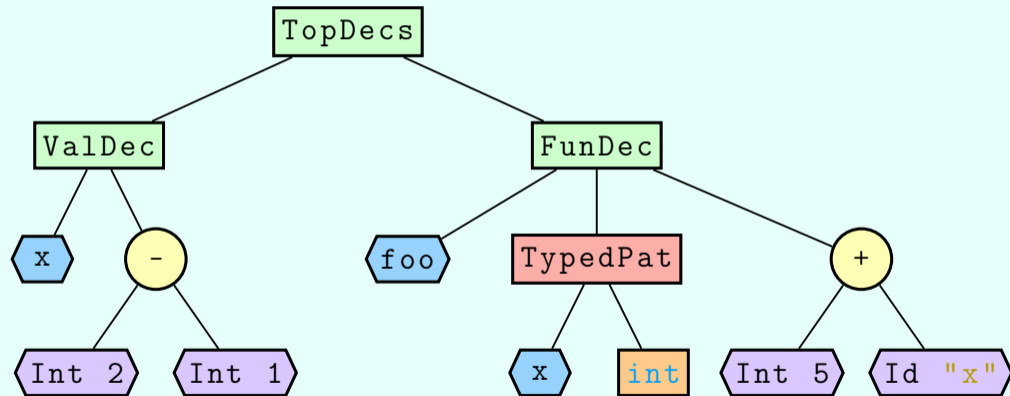 TopDecs
ValDec FunDec
x - foo TypedPat +
Int 2 Int 1 x int Int 5 Id "x"